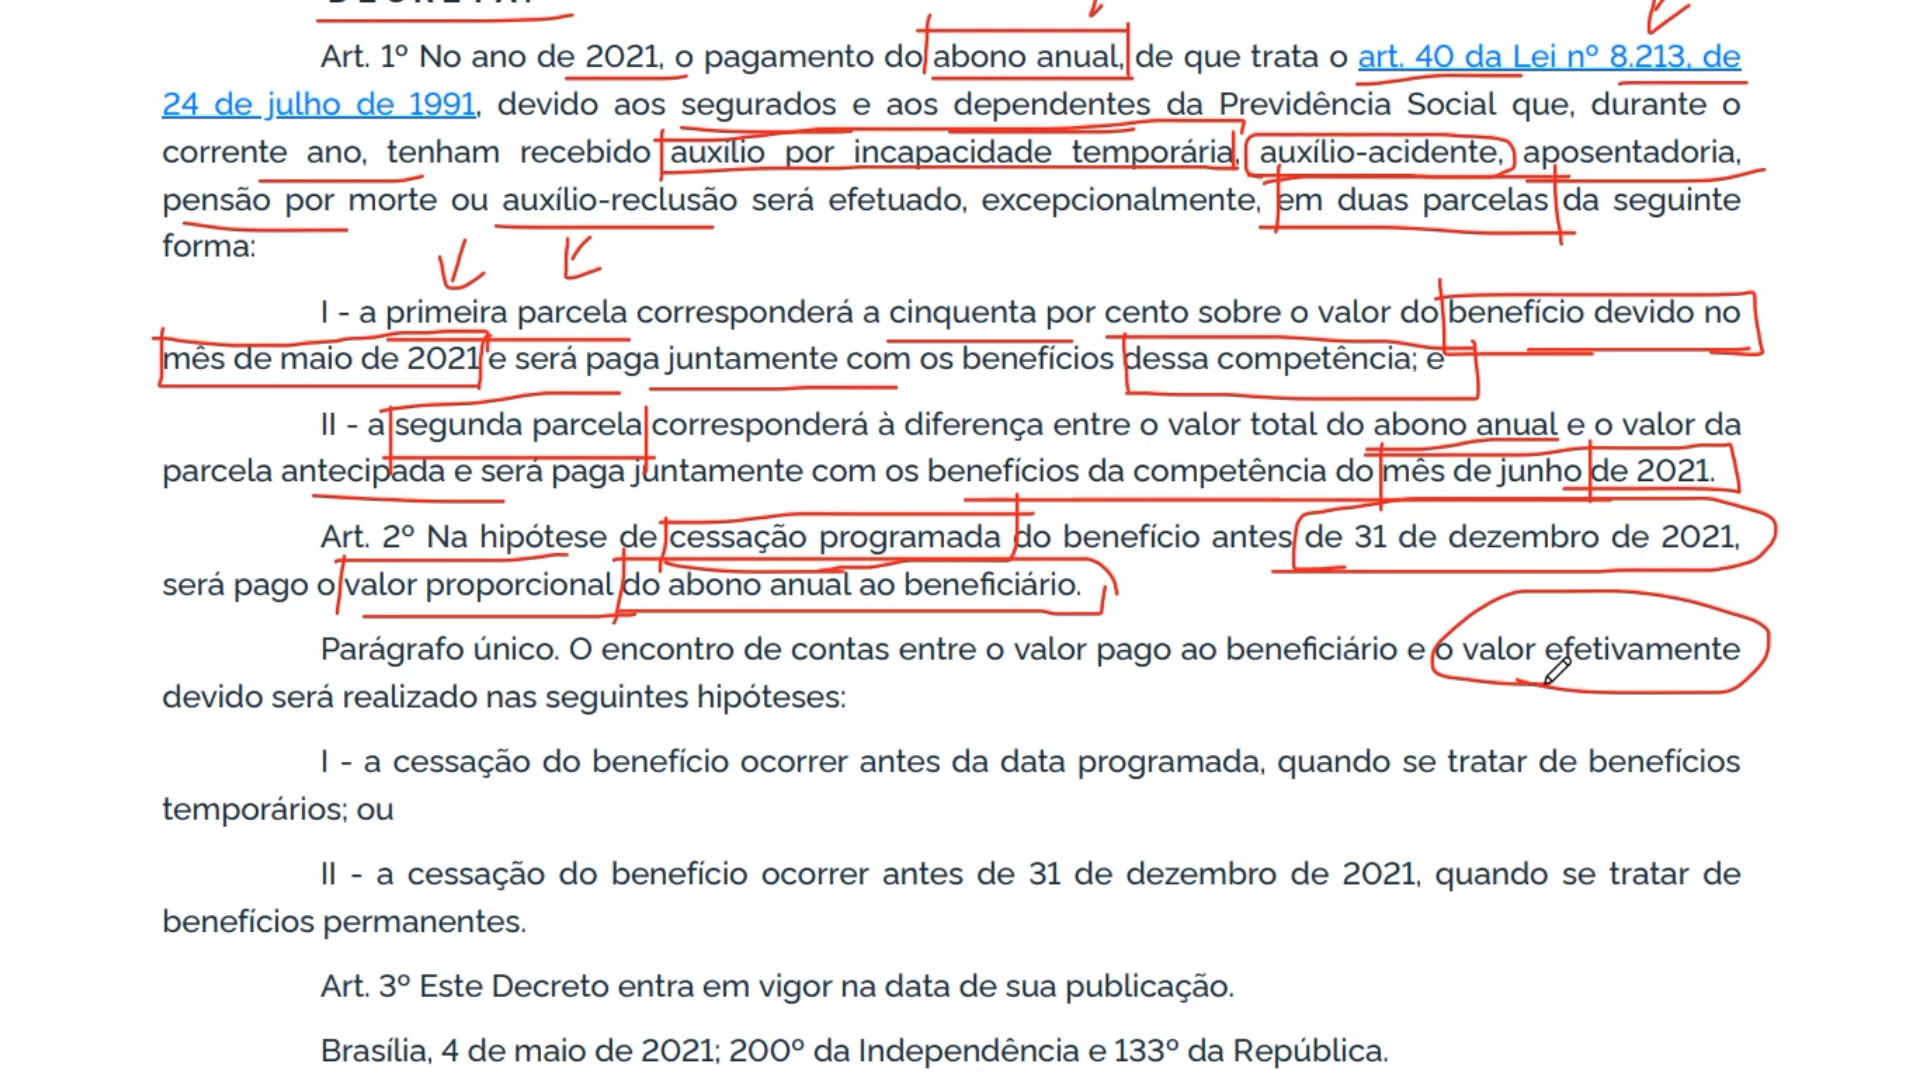 Art. 1º No ano de 2021, o pagamento do abono anual, de que trata o art. 40 da Lei nº 8.213, de
24 de julho de 1991, devido aos segurados e aos dependentes da Previdência Social que, durante o
corrente ano, tenham recebido auxílio por incapacidade temporária, auxílio-acidente, aposentadoria,
pensão por morte ou auxílio-reclusão será efetuado, excepcionalmente, em duas parcelas da seguinte
forma:
I - a primeira parcela corresponderá a cinquenta por cento sobre o valor do benefício devido no
mês de maio de 2021 e será paga juntamente com os benefícios dessa competência; e
II - a segunda parcela corresponderá à diferença entre o valor total do abono anual e o valor da
parcela antecipada e será paga juntamente com os benefícios da competência do mês de junho de 2021.
Art. 2º Na hipótese de cessação programada do benefício antes de 31 de dezembro de 2021,
será pago o valor proporcional do abono anual ao beneficiário.
Parágrafo único. O encontro de contas entre o valor pago ao beneficiário e o valor efetivamente
devido será realizado nas seguintes hipóteses:
I - a cessação do benefício ocorrer antes da data programada, quando se tratar de benefícios
temporários; ou
II - a cessação do benefício ocorrer antes de 31 de dezembro de 2021, quando se tratar de
benefícios permanentes.
Art. 3º Este Decreto entra em vigor na data de sua publicação.
Brasília, 4 de maio de 2021; 200º da Independência e 133º da República.